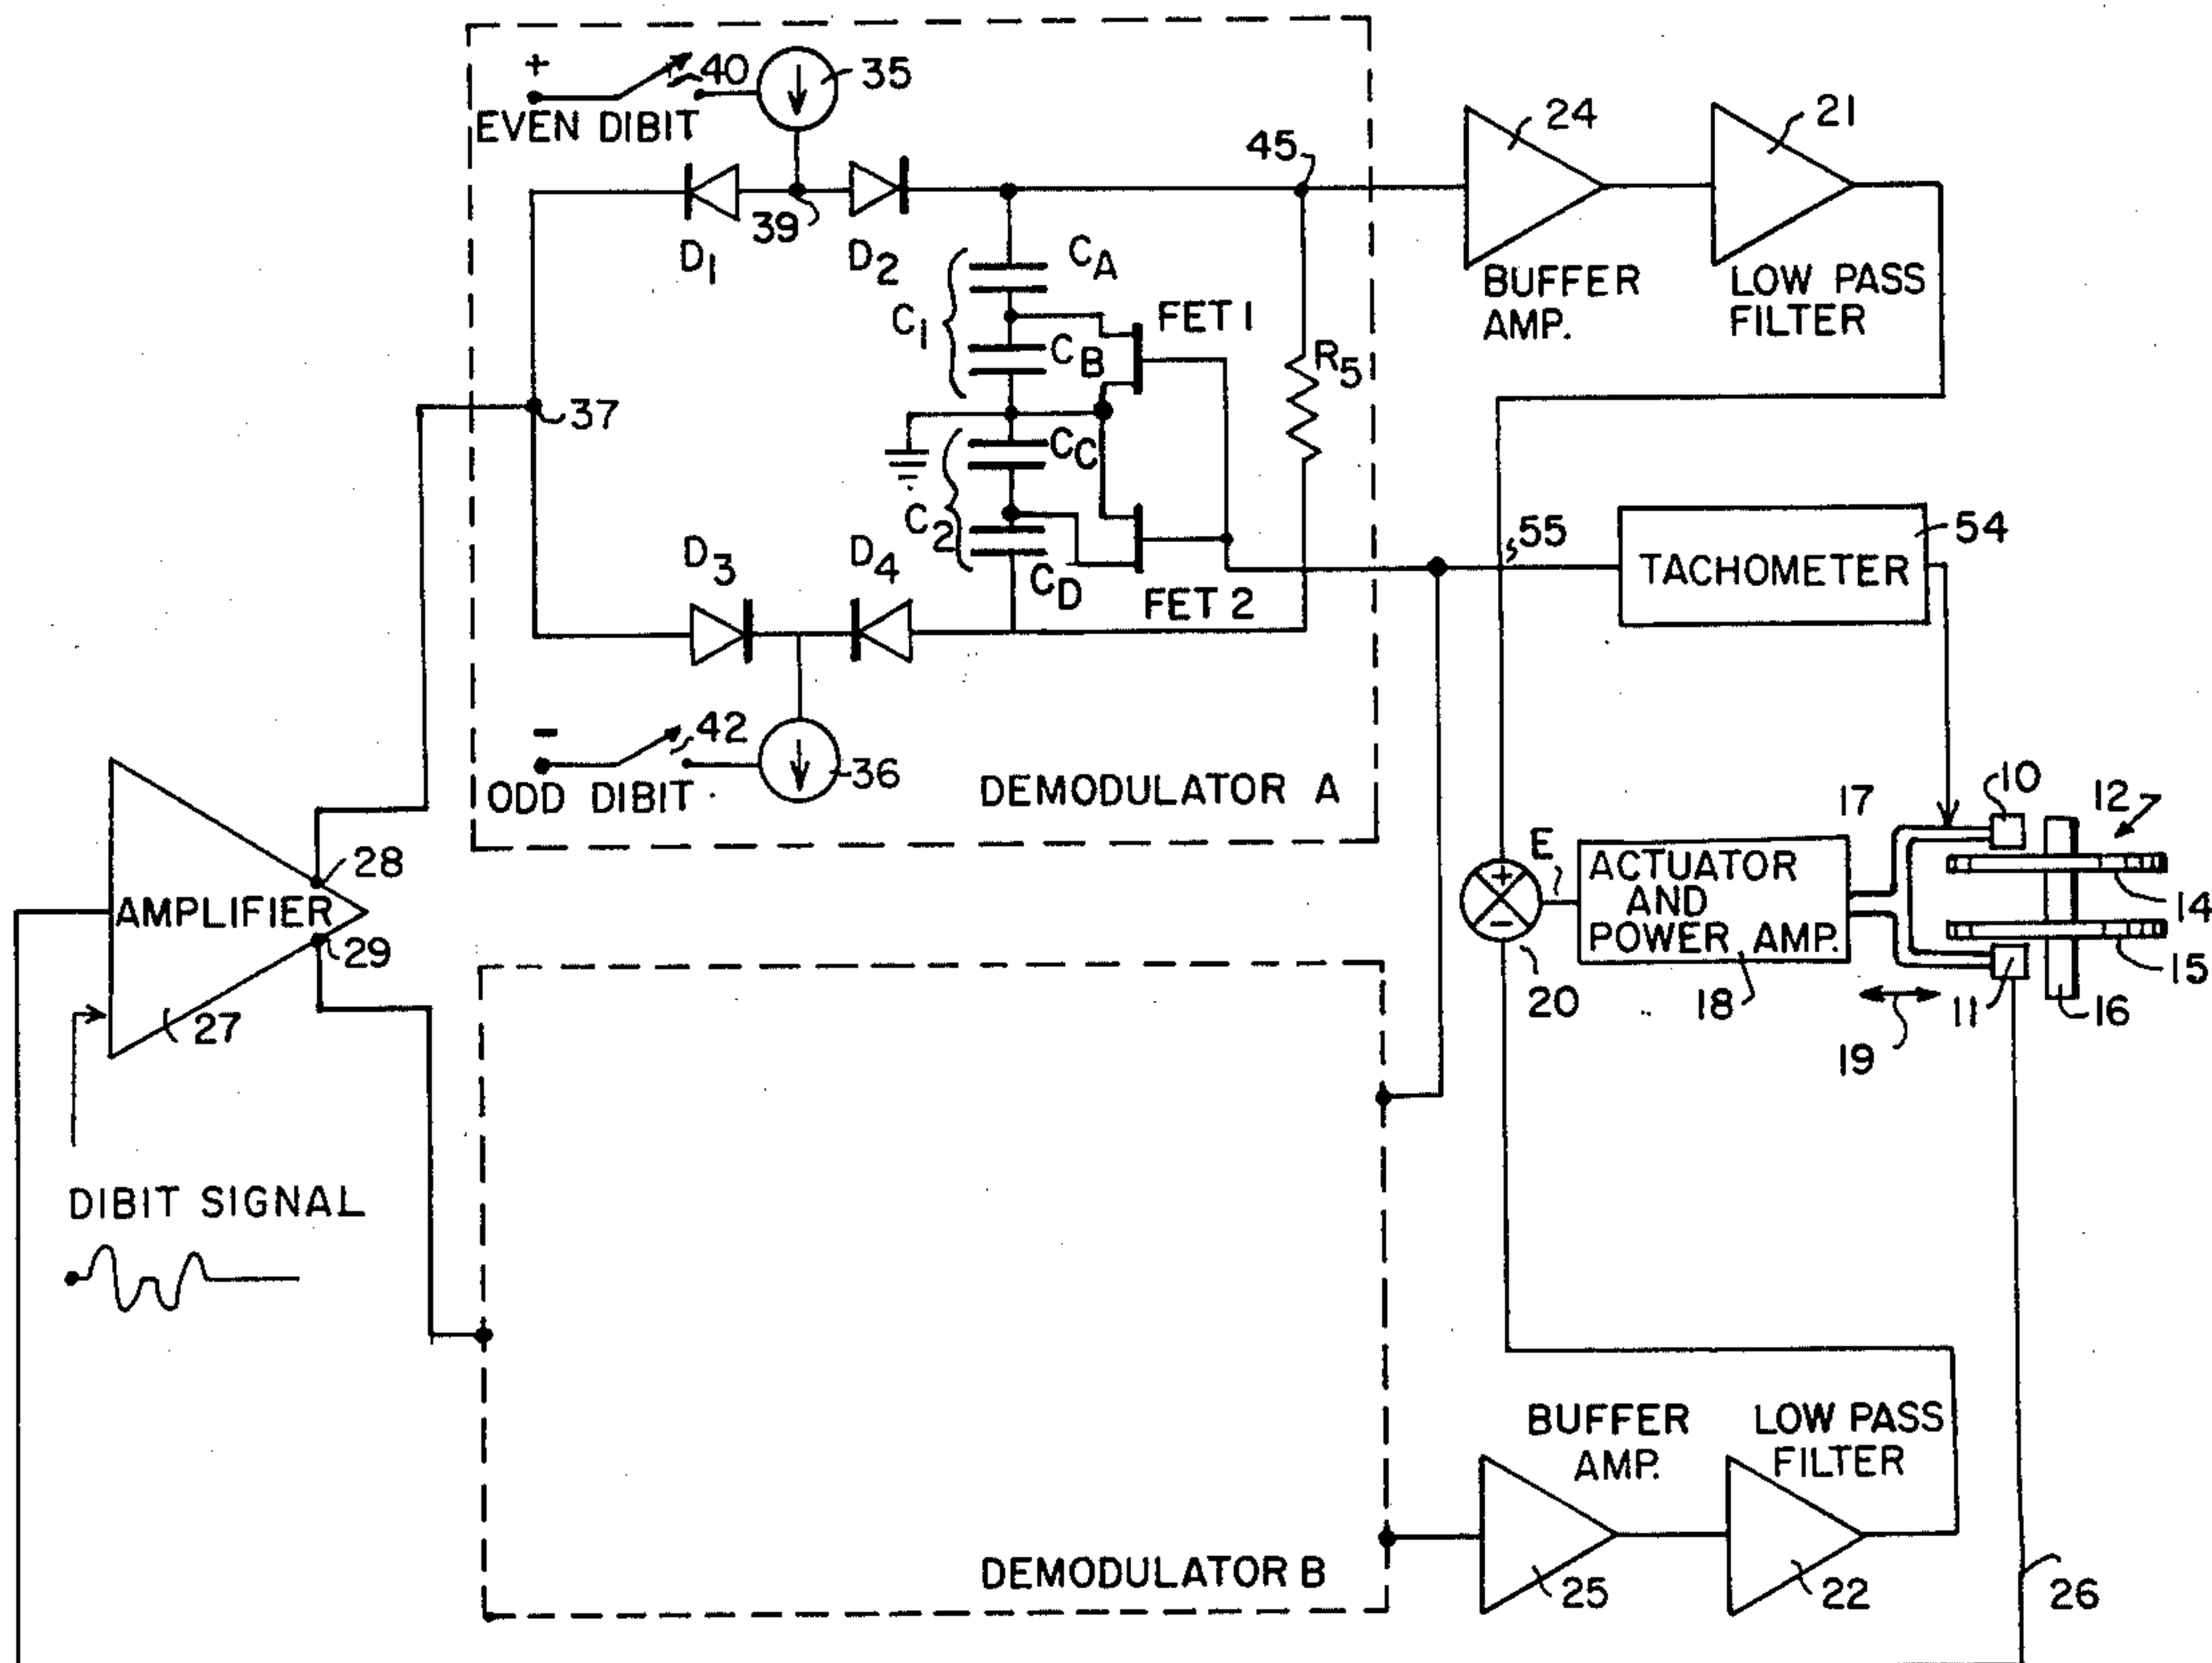 +
40
35
EVEN DIBIT
39
D1
D2
45
24
21
BUFFER
AMP.
LOW PASS
FILTER
CA
C1
CB
FET 1
R5
37
CC
C2
CD
FET 2
D3
D4
55
54
TACHOMETER
-
42
36
ODD DIBIT
DEMODULATOR A
28
AMPLIFIER
29
27
DIBIT SIGNAL
+
-
20
E
ACTUATOR
AND
POWER AMP.
18
17
10
12
14
15
11
16
19
DEMODULATOR B
BUFFER
AMP.
LOW PASS
FILTER
25
22
26